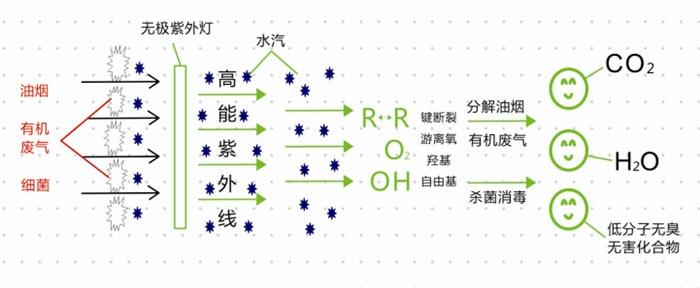 无极紫外灯
水汽
油烟
有机
废气
细菌
高
能
紫
外
线
R↔R
O₂
OH
键断裂
游离氧
羟基
自由基
分解油烟
有机废气
杀菌消毒
CO₂
H₂O
低分子无臭
无害化合物